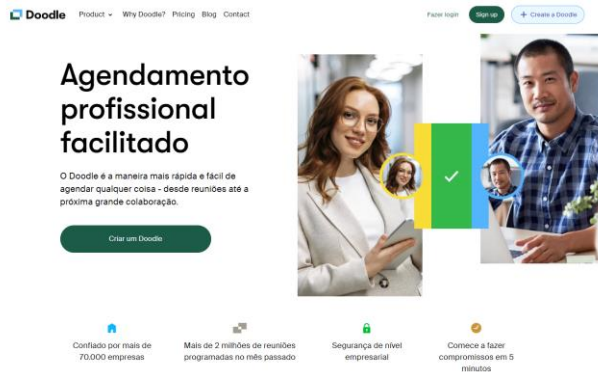 Doodle Product Why Doodle? Pricing Blog Contact Fazer login Sign up + Create a Doodle
Agendamento
profissional
facilitado
O Doodle é a maneira mais rápida e fácil de
agendar qualquer coisa - desde reuniões até a
próxima grande colaboração.
Criar um Doodle
Confiado por mais de
70.000 empresas
Mais de 2 milhões de reuniões
programadas no mês passado
Segurança de nível
empresarial
Comece a fazer
compromissos em 5
minutos